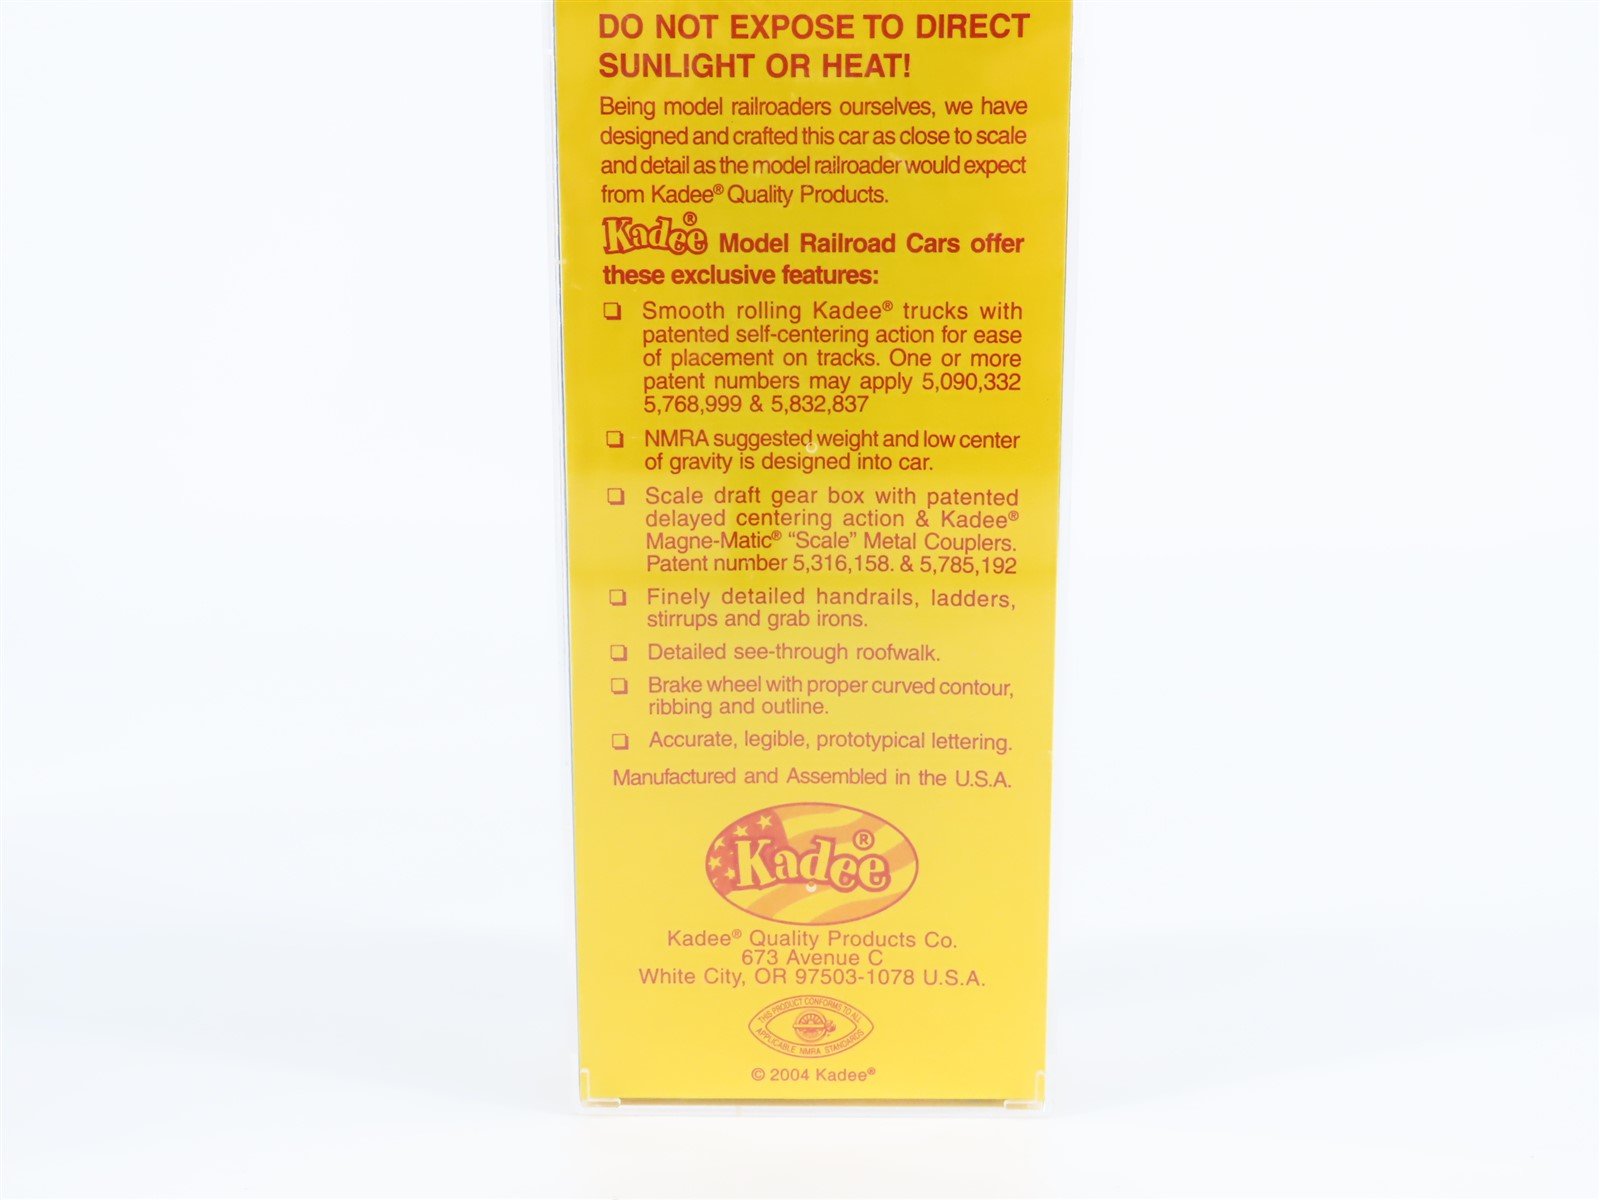 DO NOT EXPOSE TO DIRECT
SUNLIGHT OR HEAT!
Being model railroaders ourselves, we have
designed and crafted this car as close to scale
and detail as the model railroader would expect
from Kadee® Quality Products.
Kadee® Model Railroad Cars offer
these exclusive features:
❏ Smooth rolling Kadee® trucks with
patented self-centering action for ease
of placement on tracks. One or more
patent numbers may apply 5,090,332
5,768,999 & 5,832,837
❏ NMRA suggested weight and low center
of gravity is designed into car.
❏ Scale draft gear box with patented
delayed centering action & Kadee®
Magne-Matic® “Scale” Metal Couplers.
Patent number 5,316,158. & 5,785,192
❏ Finely detailed handrails, ladders,
stirrups and grab irons.
❏ Detailed see-through roofwalk.
❏ Brake wheel with proper curved contour,
ribbing and outline.
❏ Accurate, legible, prototypical lettering.
Manufactured and Assembled in the U.S.A.
Kadee®
Kadee® Quality Products Co.
673 Avenue C
White City, OR 97503-1078 U.S.A.
THIS PRODUCT CONFORMS TO ALL
APPLICABLE NMRA STANDARDS
© 2004 Kadee®